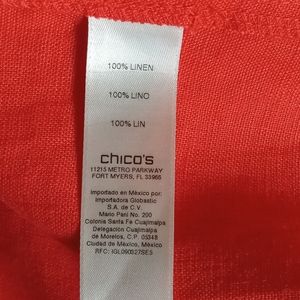 100% LINEN
100% LINO
100% LIN
chico's
11215 METRO PARKWAY
FORT MYERS, FL 33966
Importado en México por:
Importadora Globastic
S.A. de C.V.
Mario Pani No. 200
Colonia Santa Fe Cuajimalpa
Delegación Cuajimalpa
de Morelos, C.P. 05348
Ciudad de México, México
RFC: IGL090827SE5